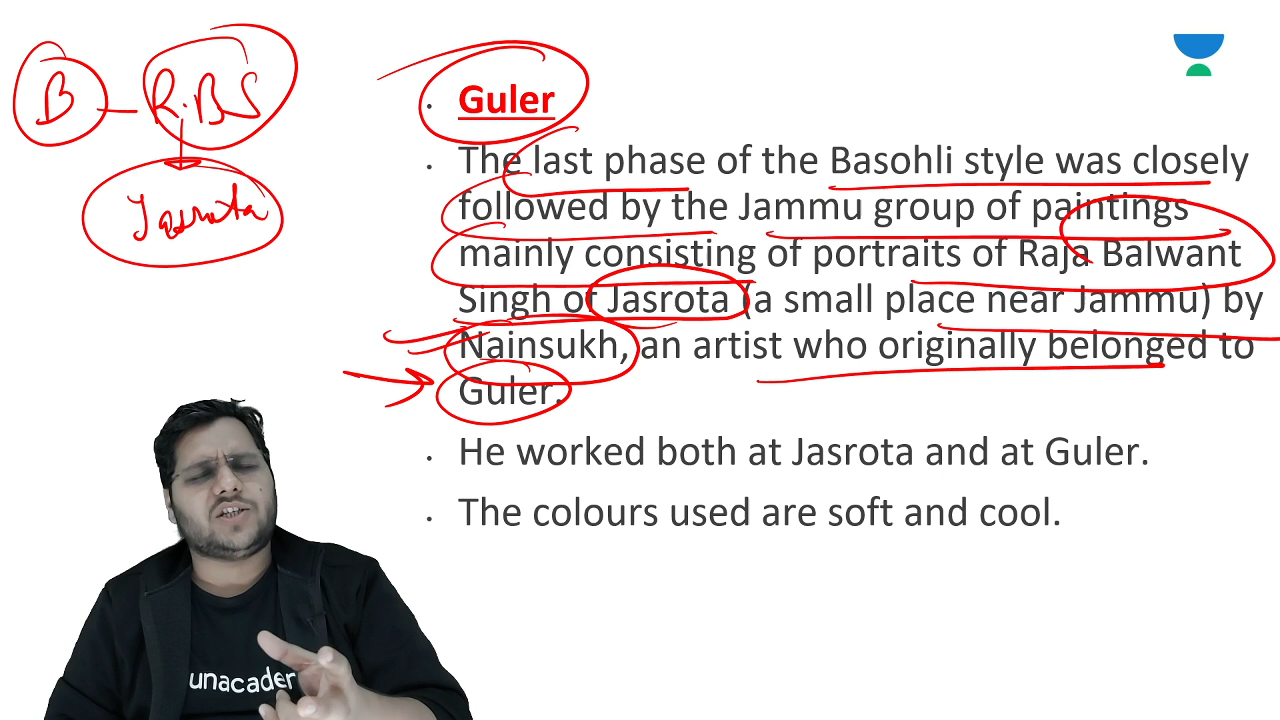 B - R.BS
Jasrota
Guler
The last phase of the Basohli style was closely
followed by the Jammu group of paintings
mainly consisting of portraits of Raja Balwant
Singh of Jasrota (a small place near Jammu) by
Nainsukh, an artist who originally belonged to
Guler.
He worked both at Jasrota and at Guler.
The colours used are soft and cool.
unacader